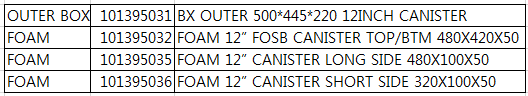 OUTER BOX 101395031 BX OUTER 500*445*220 12INCH CANISTER
FOAM 101395032 FOAM 12” FOSB CANISTER TOP/BTM 480X420X50
FOAM 101395035 FOAM 12” CANISTER LONG SIDE 480X100X50
FOAM 101395036 FOAM 12” CANISTER SHORT SIDE 320X100X50